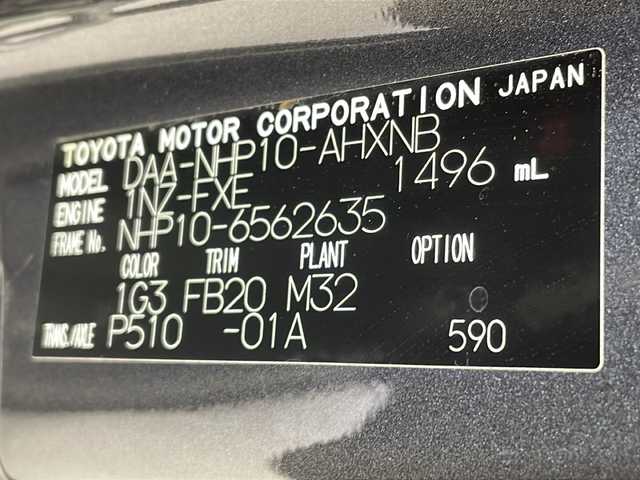 TOYOTA MOTOR CORPORATION JAPAN
MODEL DAA-NHP10-AHXNB
ENGINE 1NZ-FXE 1496 mL
FRAME No. NHP10-6562635
COLOR TRIM PLANT OPTION
1G3 FB20 M32
TRANS./AXLE P510 -01A 590